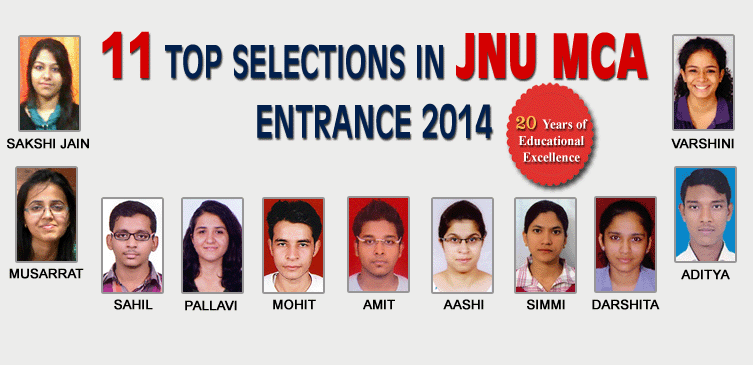 11 TOP SELECTIONS IN JNU MCA
ENTRANCE 2014
20 Years of
Educational
Excellence
SAKSHI JAIN
VARSHINI
MUSARRAT
SAHIL
PALLAVI
MOHIT
AMIT
AASHI
SIMMI
DARSHITA
ADITYA